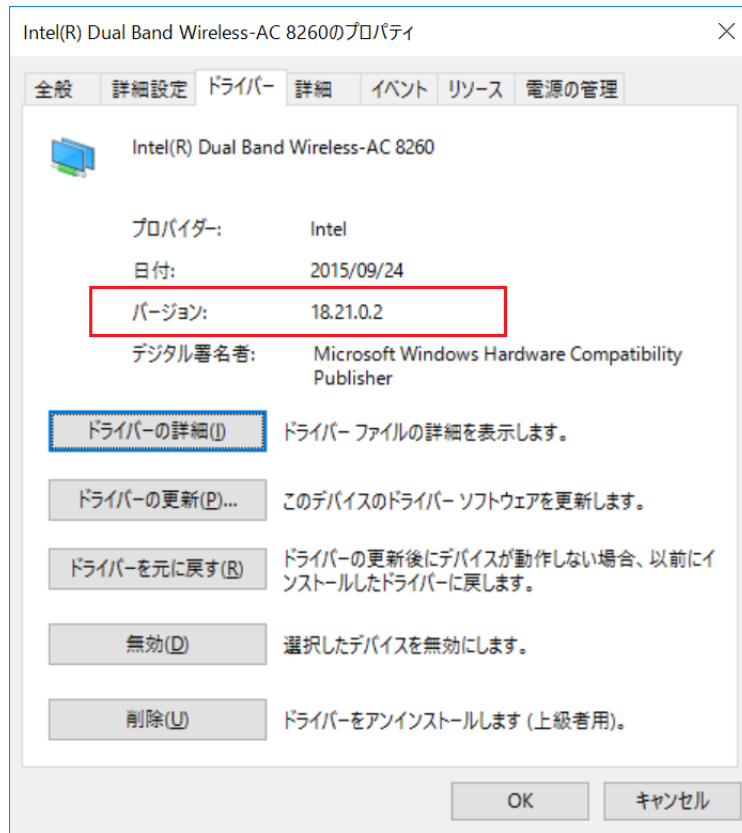 Intel(R) Dual Band Wireless-AC 8260のプロパティ
全般 詳細設定 ドライバー 詳細 イベント リソース 電源の管理
Intel(R) Dual Band Wireless-AC 8260
プロバイダー: Intel
日付: 2015/09/24
バージョン: 18.21.0.2
デジタル署名者: Microsoft Windows Hardware Compatibility
Publisher
ドライバーの詳細(I) ドライバー ファイルの詳細を表示します。
ドライバーの更新(P)... このデバイスのドライバー ソフトウェアを更新します。
ドライバーを元に戻す(R) ドライバーの更新後にデバイスが動作しない場合、以前にイ
ンストールしたドライバーに戻します。
無効(D) 選択したデバイスを無効にします。
削除(U) ドライバーをアンインストールします (上級者用)。
OK キャンセル